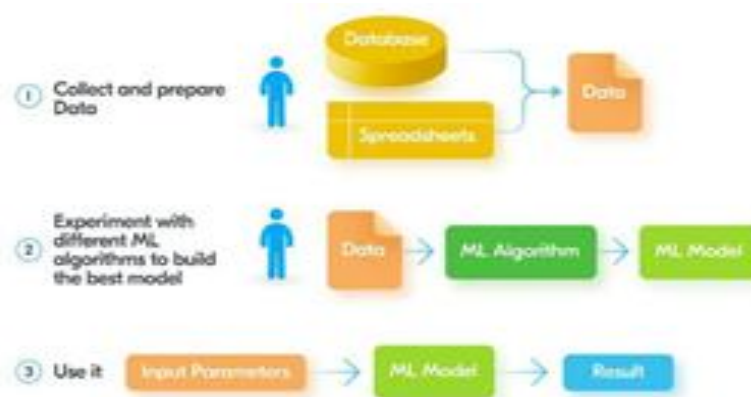 Database
1 Collect and prepare
Data
Data
Spreadsheets
Experiment with
2 different ML
algorithms to build
the best model
Data
ML Algorithm
ML Model
3 Use it
Input Parameters
ML Model
Result